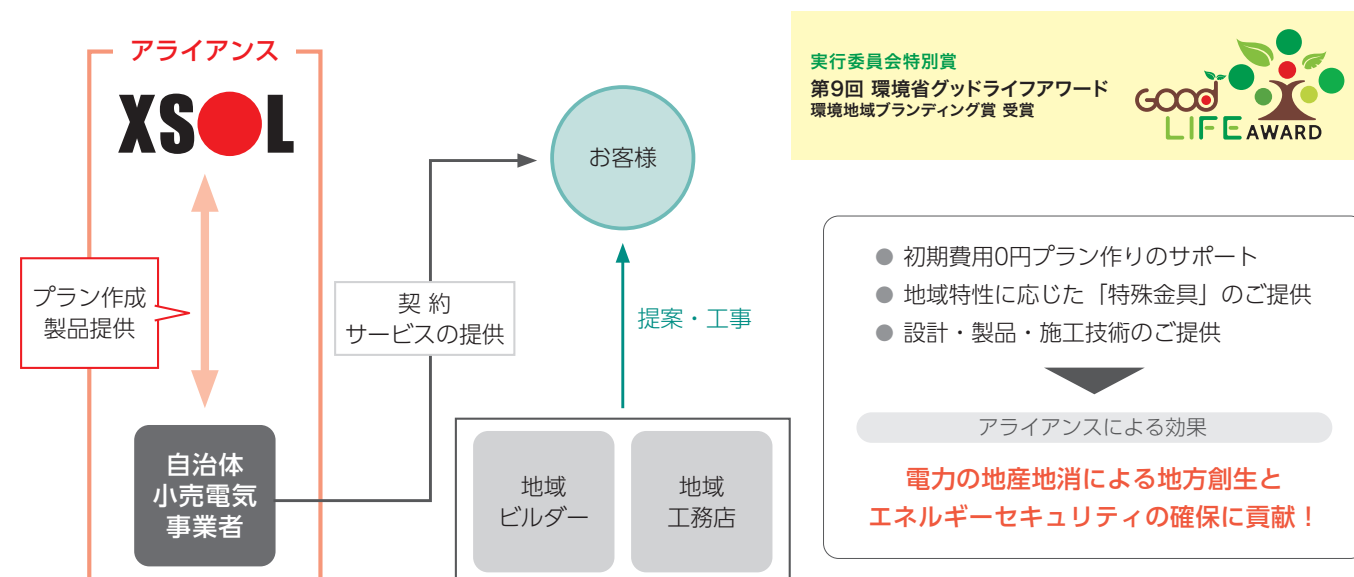 アライアンス
XSOL
プラン作成
製品提供
自治体
小売電気
事業者
契 約
サービスの提供
お客様
提案・工事
地域
ビルダー
地域
工務店
実行委員会特別賞
第9回 環境省グッドライフアワード
環境地域ブランディング賞 受賞
Good
LIFE AWARD
● 初期費用0円プラン作りのサポート
● 地域特性に応じた「特殊金具」のご提供
● 設計・製品・施工技術のご提供
アライアンスによる効果
電力の地産地消による地方創生と
エネルギーセキュリティの確保に貢献！